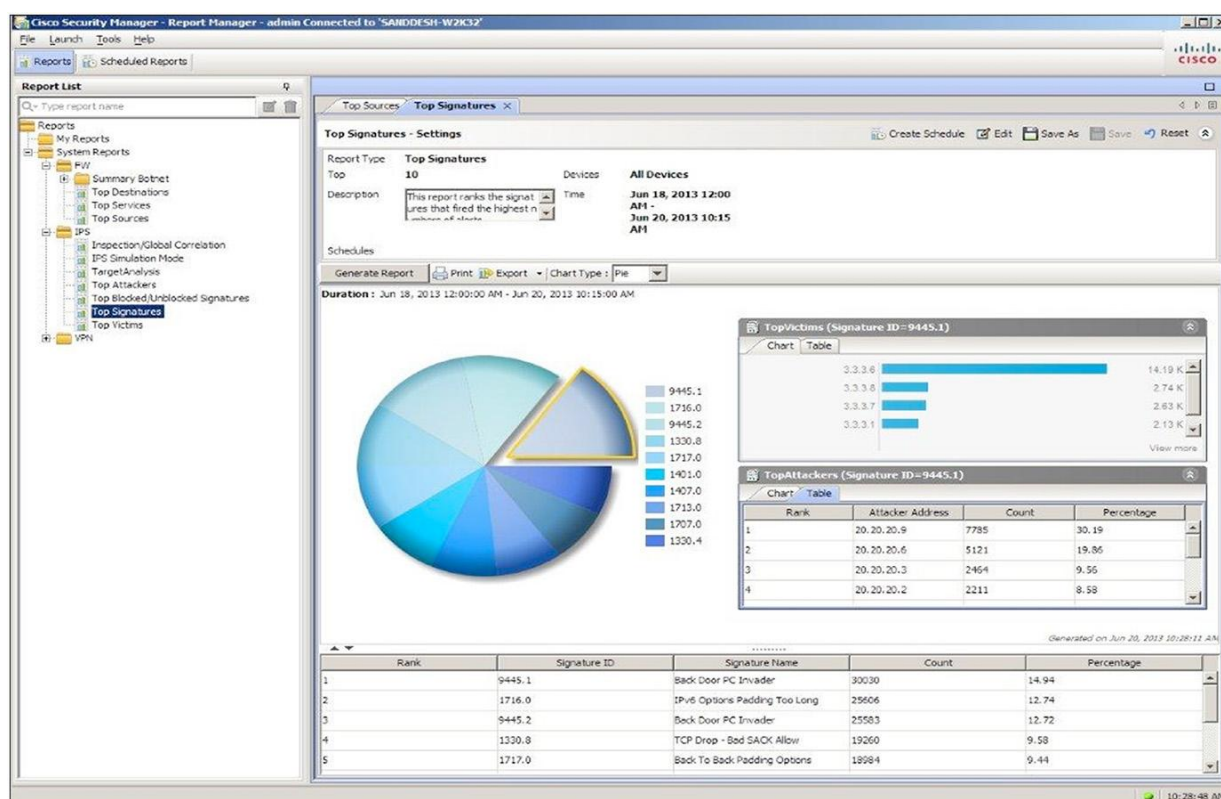 Cisco Security Manager - Report Manager - admin Connected to 'SANDDESH-W2K32'
File Launch Tools Help
Reports Scheduled Reports
CISCO
Report List
Type report name
Reports
My Reports
System Reports
FW
Summary Botnet
Top Destinations
Top Services
Top Sources
IPS
Inspection/Global Correlation
IPS Simulation Mode
TargetAnalysis
Top Attackers
Top Blocked/Unblocked Signatures
Top Signatures
Top Victims
VPN
Top Sources Top Signatures
Top Signatures - Settings Create Schedule Edit Save As Save Reset
Report Type Top Signatures
Top 10 Devices All Devices
Description This report ranks the signat
ures that fired the highest n
umbers of alerts
Time Jun 18, 2013 12:00
AM -
Jun 20, 2013 10:15
AM
Schedules
Generate Report Print Export Chart Type : Pie
Duration : Jun 18, 2013 12:00:00 AM - Jun 20, 2013 10:15:00 AM
9445.1
1716.0
9445.2
1330.8
1717.0
1401.0
1407.0
1713.0
1707.0
1330.4
TopVictims (Signature ID=9445.1)
Chart Table
3.3.3.6 14.19 K
3.3.3.8 2.74 K
3.3.3.7 2.63 K
3.3.3.1 2.13 K
View more
TopAttackers (Signature ID=9445.1)
Chart Table
Rank Attacker Address Count Percentage
1 20.20.20.9 7785 30.19
2 20.20.20.6 5121 19.86
3 20.20.20.3 2464 9.56
4 20.20.20.2 2211 8.58
Generated on Jun 20, 2013 10:28:11 AM
Rank Signature ID Signature Name Count Percentage
1 9445.1 Back Door PC Invader 30030 14.94
2 1716.0 IPv6 Options Padding Too Long 25606 12.74
3 9445.2 Back Door PC Invader 25583 12.72
4 1330.8 TCP Drop - Bad SACK Allow 19260 9.58
5 1717.0 Back To Back Padding Options 18984 9.44
10:28:48 AM